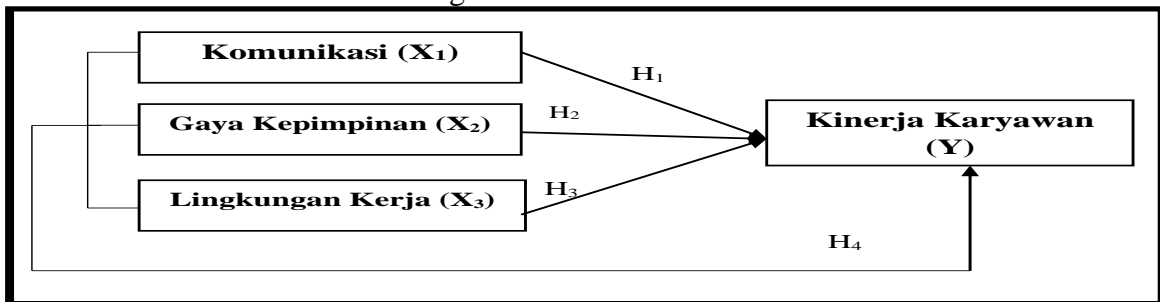 Komunikasi (X₁)
H₁
Gaya Kepimpinan (X₂)
H₂
Kinerja Karyawan
(Y)
Lingkungan Kerja (X₃)
H₃
H₄